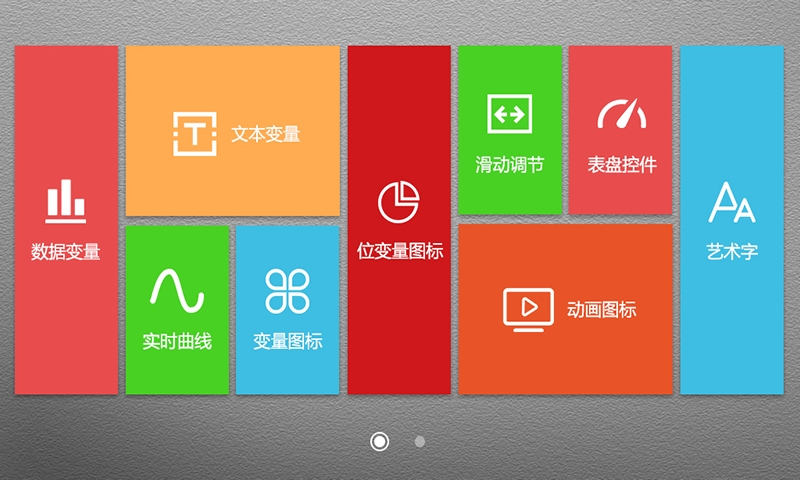 数据变量
文本变量
实时曲线
变量图标
位变量图标
滑动调节
表盘控件
动画图标
艺术字